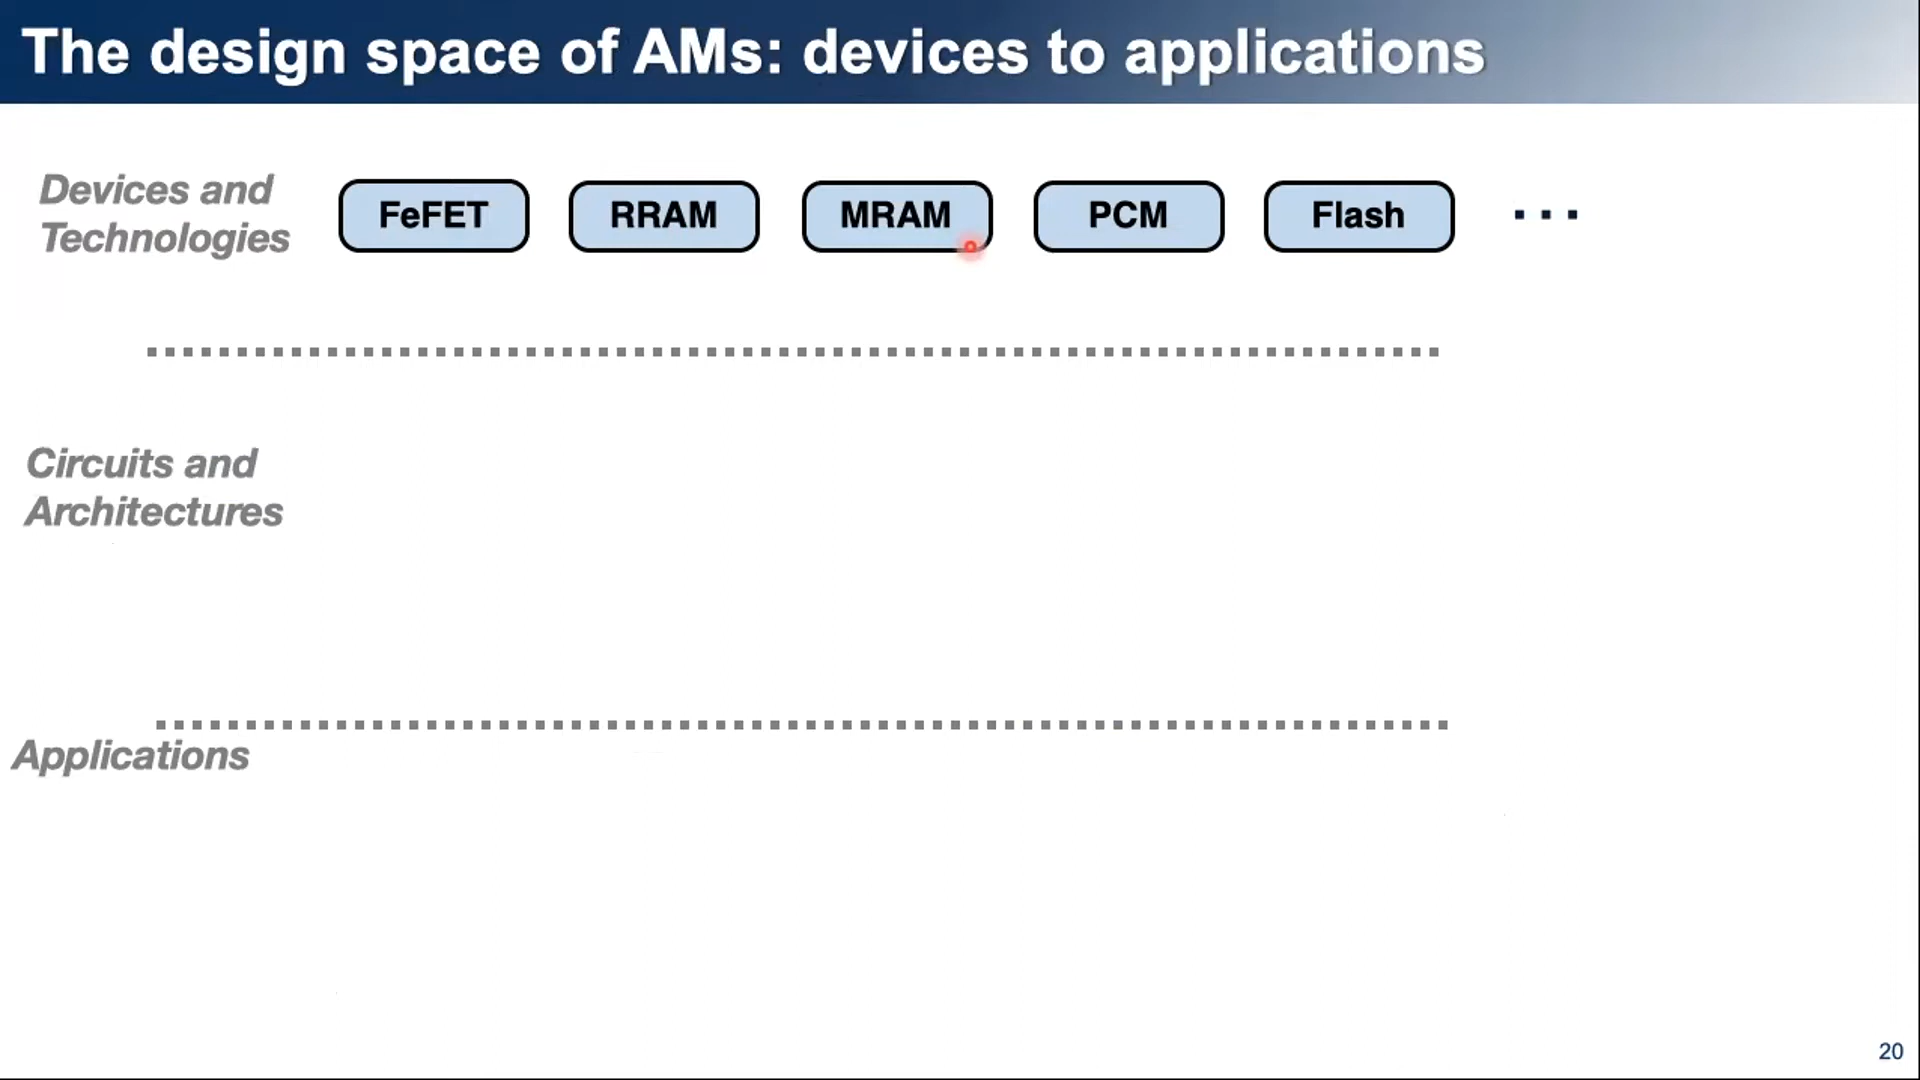 The design space of AMs: devices to applications
Devices and
Technologies
FeFET
RRAM
MRAM
PCM
Flash
...
Circuits and
Architectures
Applications
20